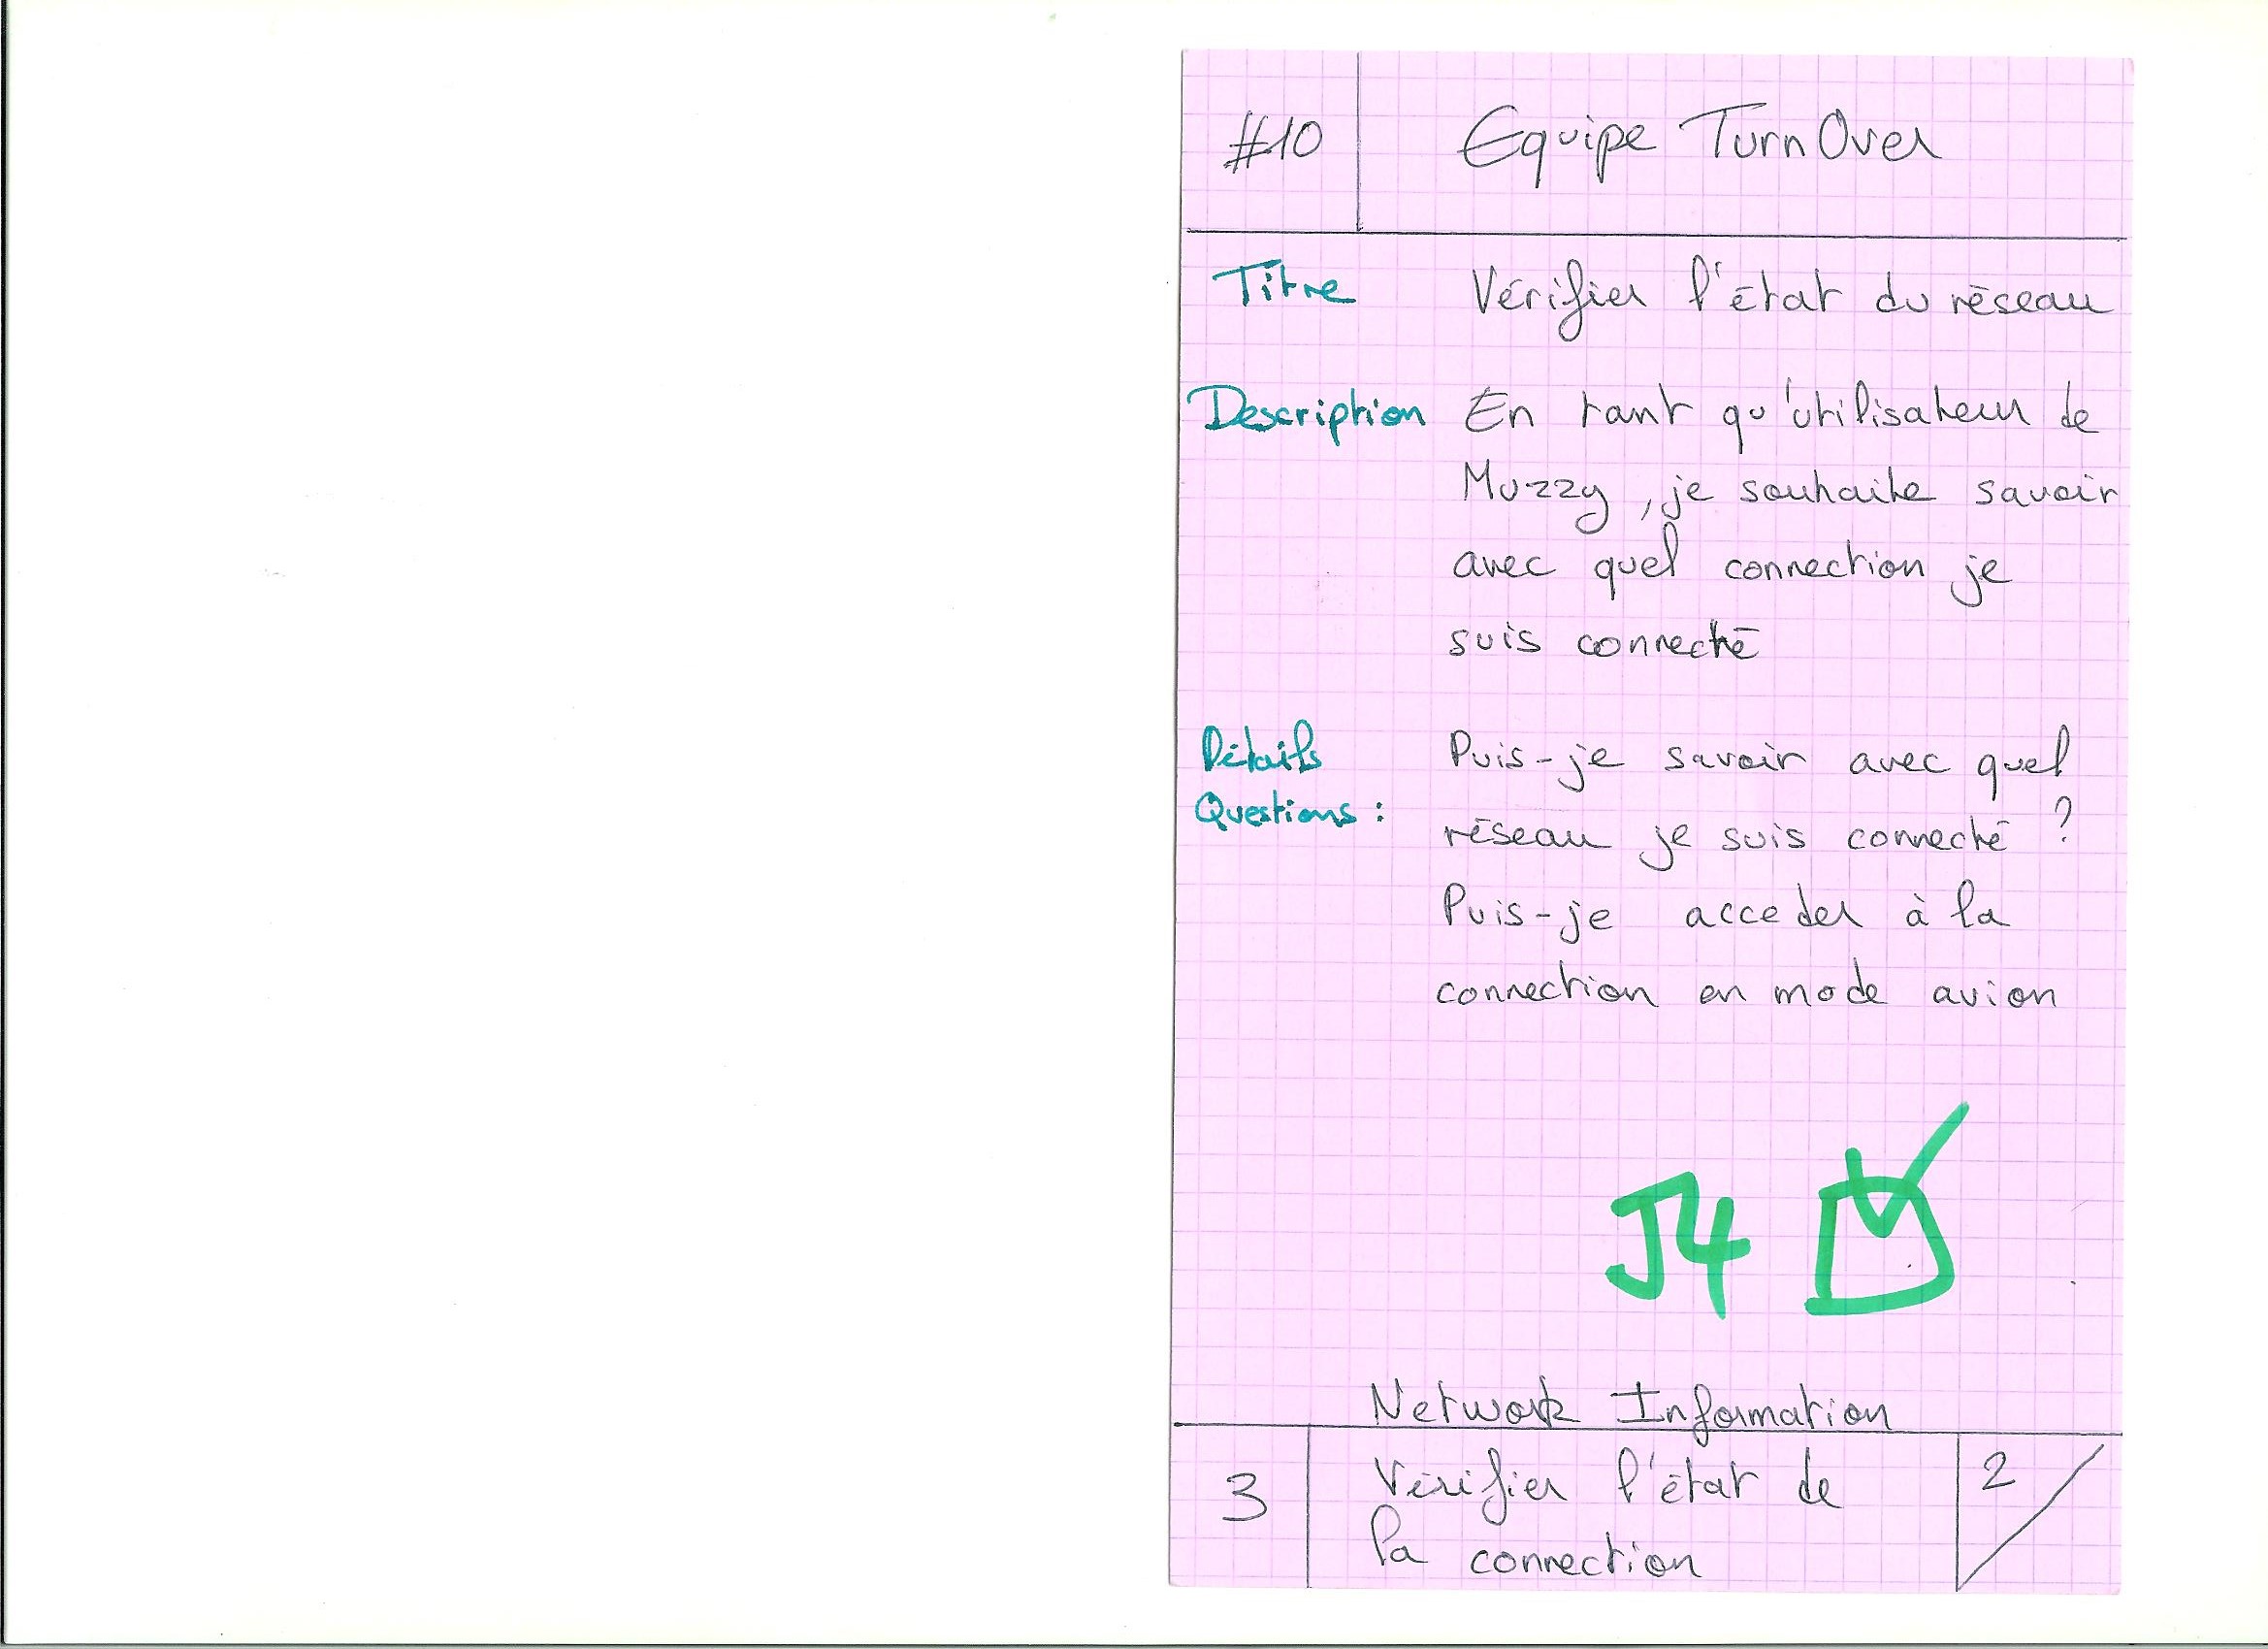 #10 Equipe TurnOver
Titre Vérifier l'état du réseau
Description En tant qu'utilisateur de
Muzzy, je souhaite savoir
avec quel connection je
suis connecté
Détails Puis-je savoir avec quel
Questions : réseau je suis connecté ?
Puis-je acceder à la
connection en mode avion
J4
Network Information
3 Vérifier l'état de 2
la connection